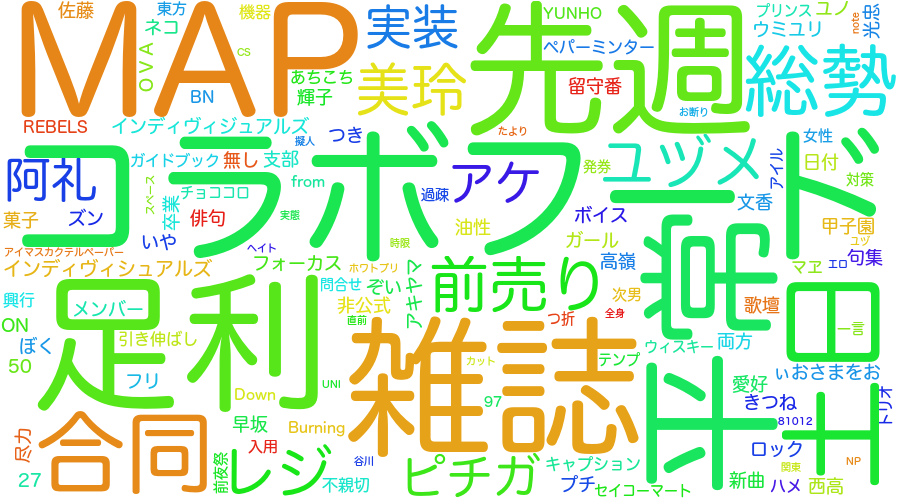 佐藤
東方
機器
ネコ
OVA
CS
BN
MAP
REBELS
あちこち
輝子
実装
美玲
先週
YUNHO
ペパーミンター
留守番
プリンス
ユノ
note
光忠
ウミユリ
総勢
お断り
インディヴィジュアルズ
擬人
つき
たより
ガイドブック
無し
支部
コラボフード
女性
アイル
日付
対策
阿礼
スペース
チョココロ
from
過疎
アケ
発券
ユヅメ
文香
菓子
ズン
卒業
俳句
実際
油性
ボイス
甲子園
ユヅ
アイマスカクテルペーパー
いや
ヘイト
時限
ガール
高嶺
マヱ
句集
エロ
インディヴィシュアルズ
フォーカス
ホワトプリ
アキヤマ
前売り
興行
メンバー
問合せ
非公式
ぞい
次男
歌壇
一言
ON
引き伸ばし
直前
つ折
全身
ぼく
足利
雑誌
カット
テンプ
ウィスキー
両方
50
フリ
UNI
ぃおさまをお
Down
97
愛好
きつね
トリオ
合同
早坂
Burning
81012
尽力
入用
谷川
ロック
27
前夜祭
レジ
不親切
ピチガ
キャプション
プチ
セイコーマート
新曲
関東
ハメ
NP
西高